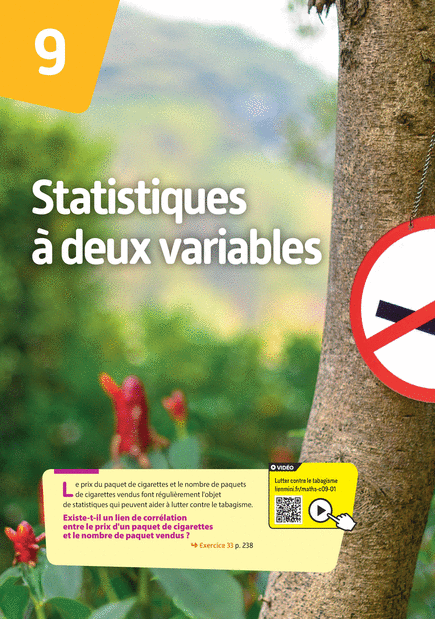 9
Statistiques
à deux variables
Le prix du paquet de cigarettes et le nombre de paquets
de cigarettes vendus font régulièrement l'objet
de statistiques qui peuvent aider à lutter contre le tabagisme.
Existe-t-il un lien de corrélation
entre le prix d'un paquet de cigarettes
et le nombre de paquet vendus ?
Exercice 33 p. 238
VIDÉO
Lutter contre le tabagisme
lienmini.fr/maths-c09-01